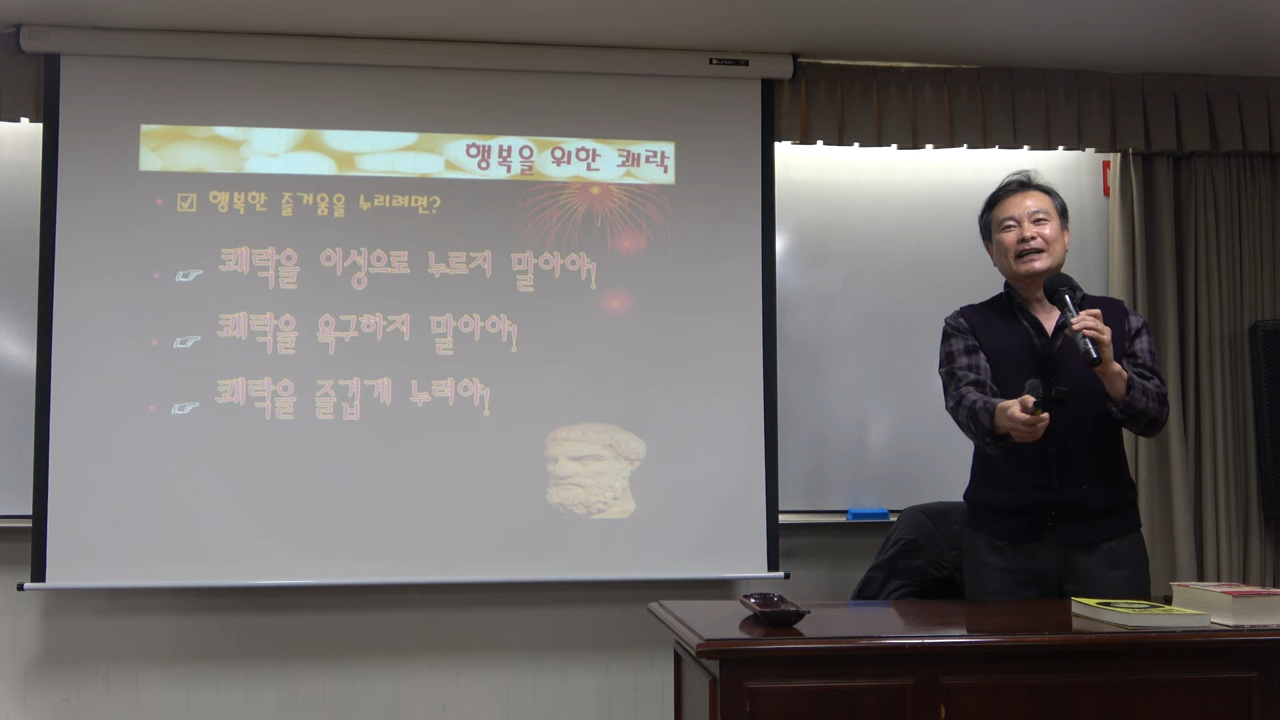 행복을 위한 쾌락
행복한 즐거움을 누리려면?
쾌락을 이성으로 누르지 말아야!
쾌락을 욕구하지 말아야!
쾌락을 즐겁게 누려야!